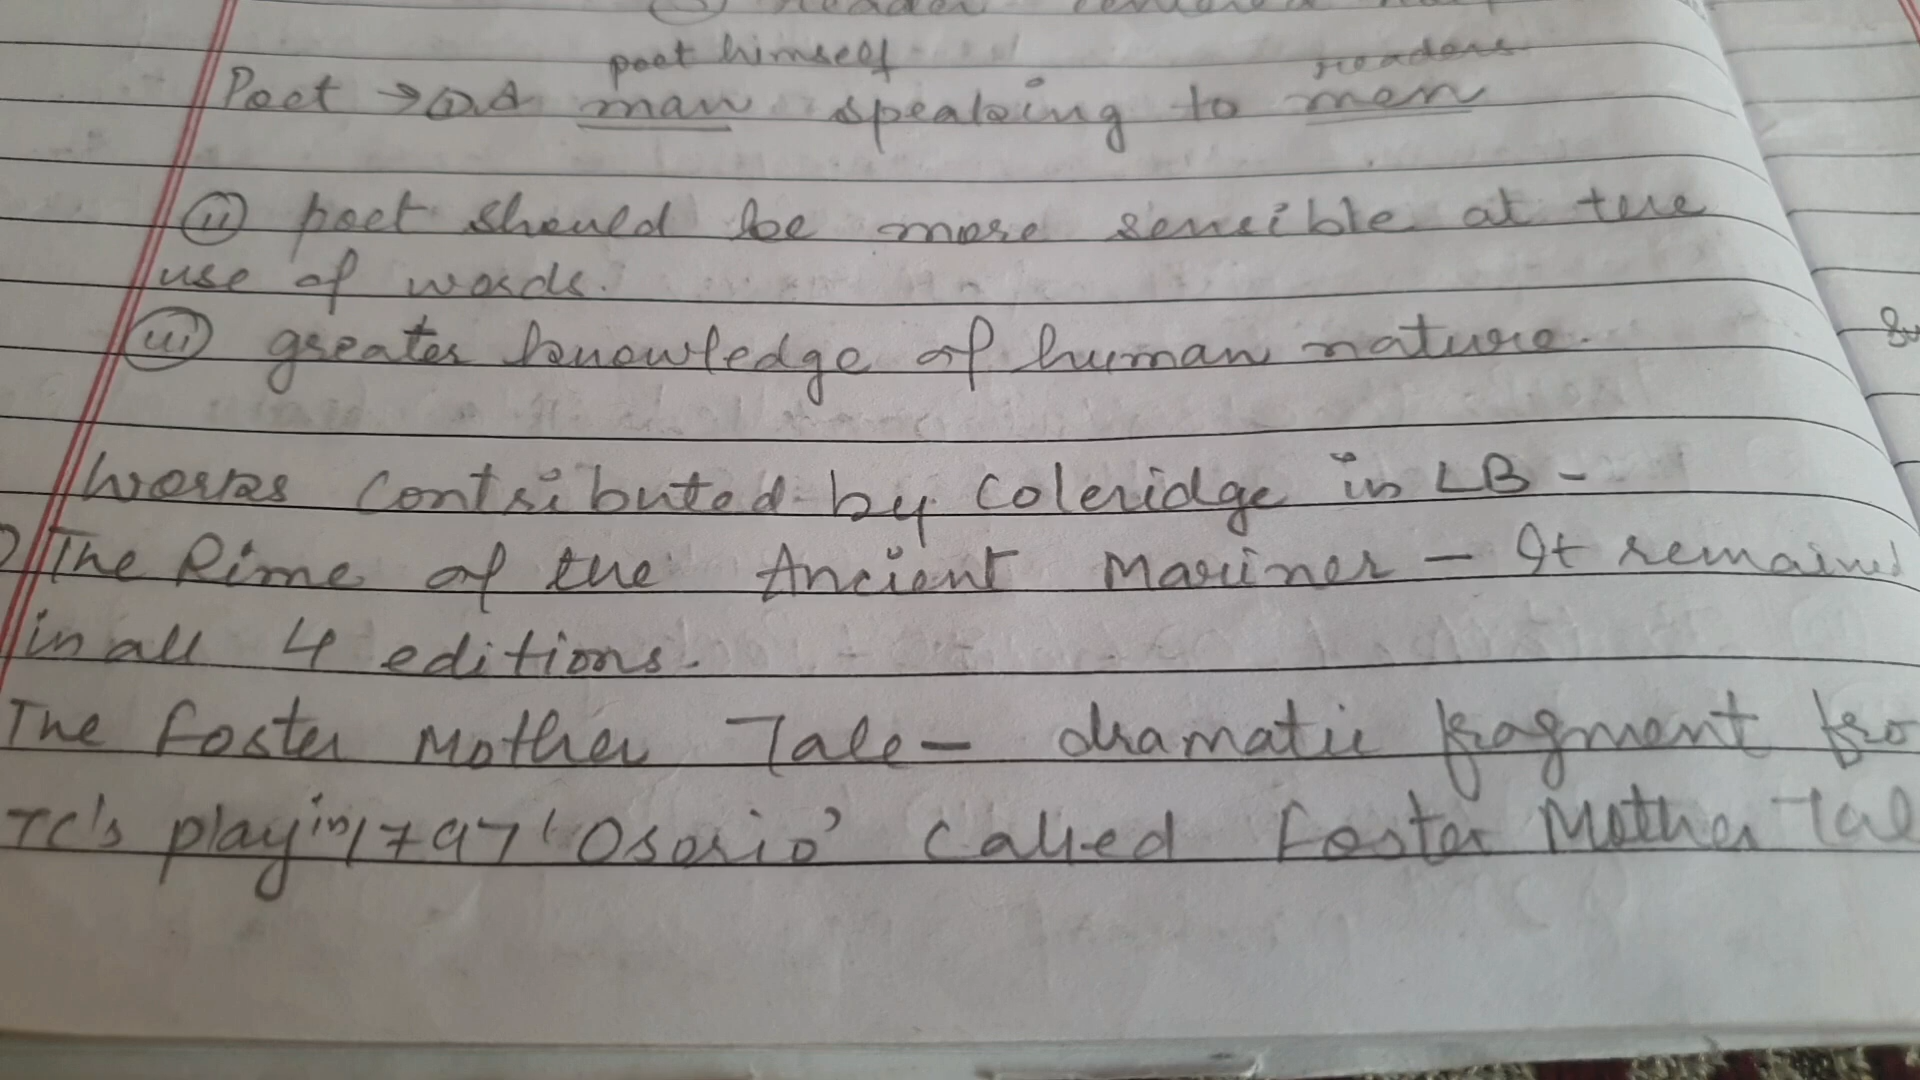 poet himself readers
Poet → (i) A man speaking to men
(ii) poet should be more sensible at the
use of words.
(iii) greater knowledge of human nature.
Works contributed by Coleridge in LB -
The Rime of the Ancient Mariner - It remained
in all 4 editions.
The Foster Mother Tale - dramatic fragment fro
TC's play in 1797 'Osorio' called Foster Mother Tal